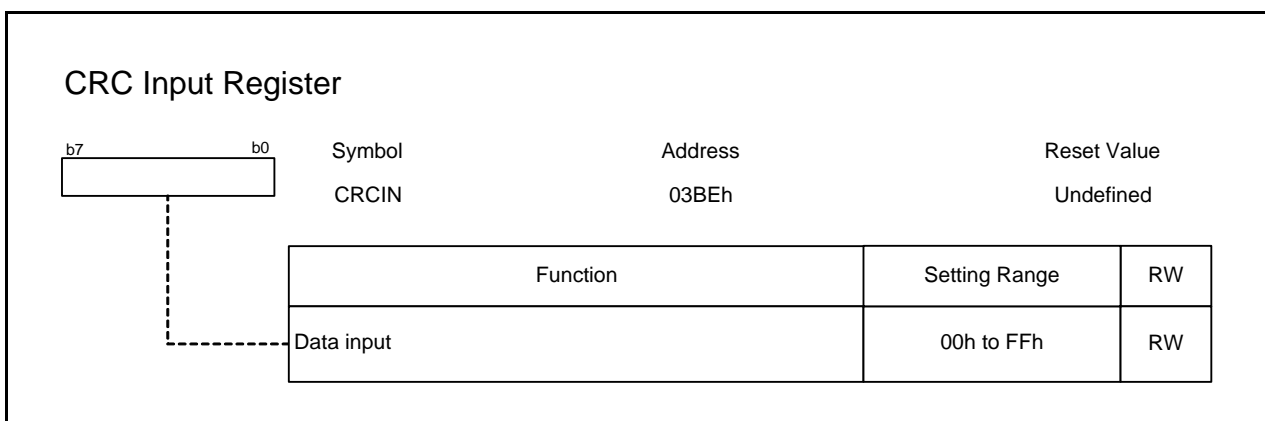 CRC Input Register
b7 b0 Symbol Address Reset Value
CRCIN 03BEh Undefined
Function Setting Range RW
Data input 00h to FFh RW